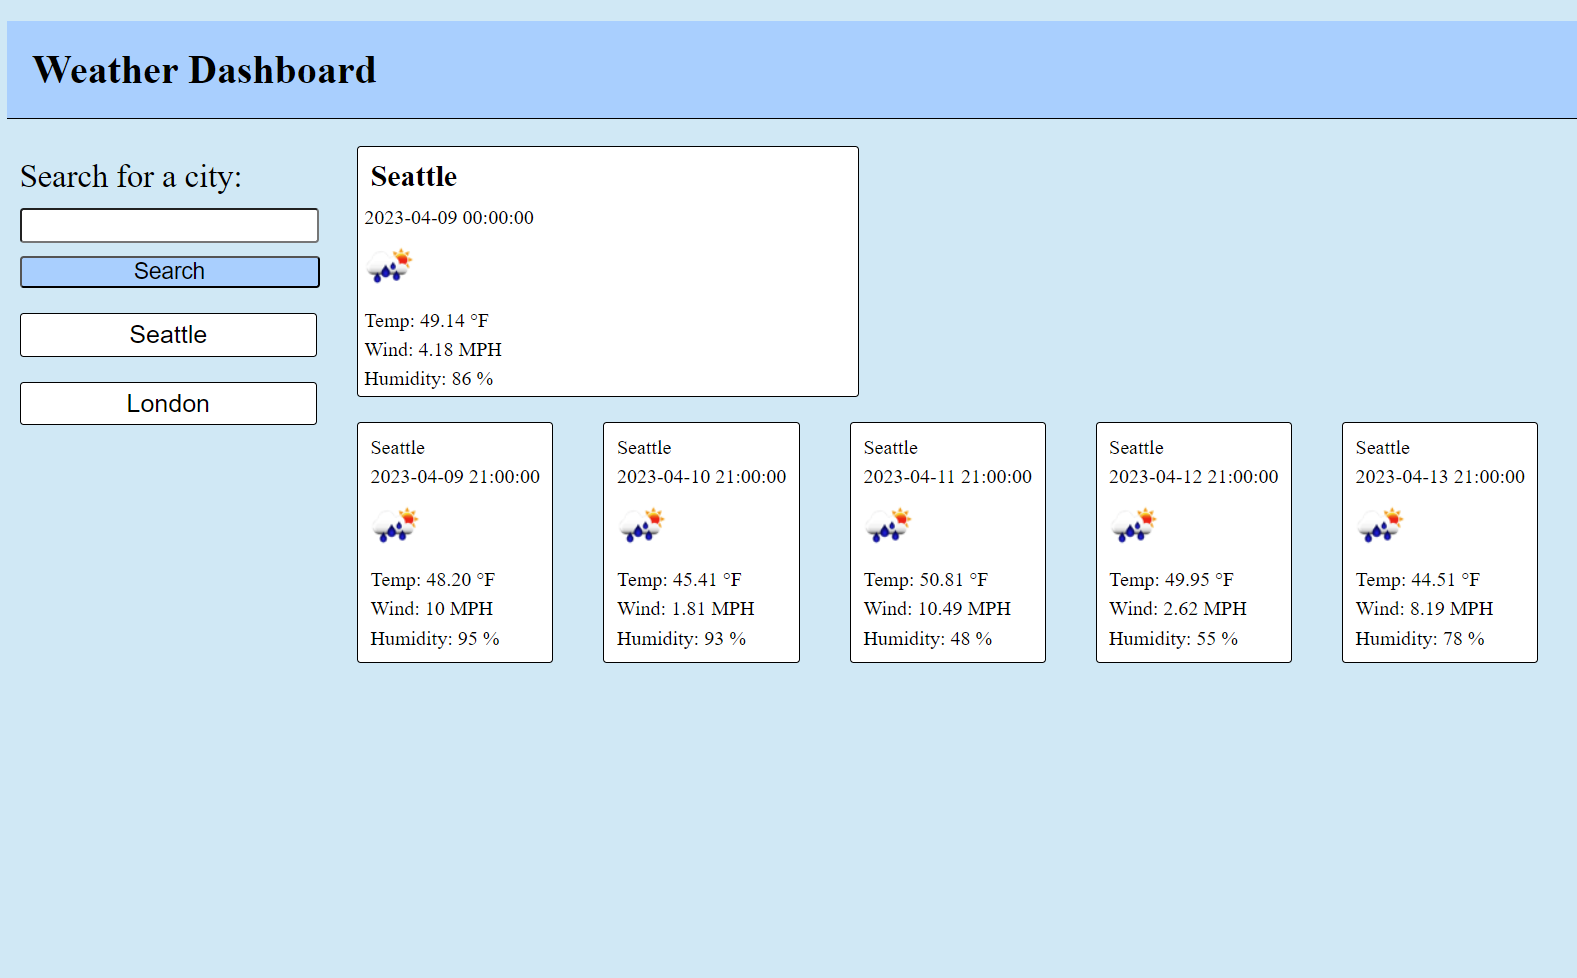 Weather Dashboard
Search for a city:
Search
Seattle
London
Seattle
2023-04-09 00:00:00
Temp: 49.14 °F
Wind: 4.18 MPH
Humidity: 86 %
Seattle
2023-04-09 21:00:00
Temp: 48.20 °F
Wind: 10 MPH
Humidity: 95 %
Seattle
2023-04-10 21:00:00
Temp: 45.41 °F
Wind: 1.81 MPH
Humidity: 93 %
Seattle
2023-04-11 21:00:00
Temp: 50.81 °F
Wind: 10.49 MPH
Humidity: 48 %
Seattle
2023-04-12 21:00:00
Temp: 49.95 °F
Wind: 2.62 MPH
Humidity: 55 %
Seattle
2023-04-13 21:00:00
Temp: 44.51 °F
Wind: 8.19 MPH
Humidity: 78 %